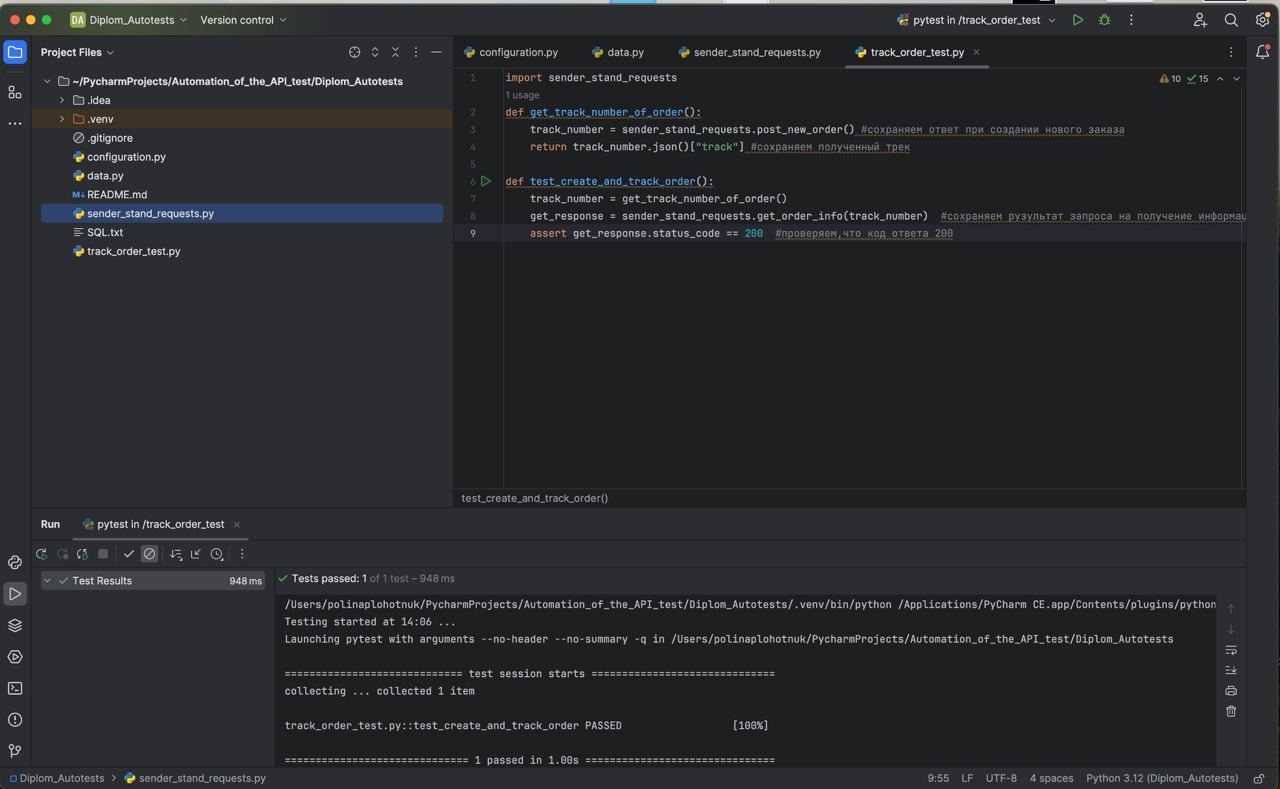 DA Diplom_Autotests Version control pytest in /track_order_test
Project Files
configuration.py data.py sender_stand_requests.py track_order_test.py
~/PycharmProjects/Automation_of_the_API_test/Diplom_Autotests
.idea
.venv
.gitignore
configuration.py
data.py
M↓ README.md
sender_stand_requests.py
SQL.txt
track_order_test.py
10 15
1 import sender_stand_requests
1 usage
2 def get_track_number_of_order():
3 track_number = sender_stand_requests.post_new_order() #сохраняем ответ при создании нового заказа
4 return track_number.json()["track"] #сохраняем полученный трек
5
6 def test_create_and_track_order():
7 track_number = get_track_number_of_order()
8 get_response = sender_stand_requests.get_order_info(track_number) #сохраняем рузультат запроса на получение информац
9 assert get_response.status_code == 200 #проверяем,что код ответа 200
test_create_and_track_order()
Run pytest in /track_order_test
Test Results 948 ms
Tests passed: 1 of 1 test – 948 ms
/Users/polinaplohotnuk/PycharmProjects/Automation_of_the_API_test/Diplom_Autotests/.venv/bin/python /Applications/PyCharm CE.app/Contents/plugins/python
Testing started at 14:06 ...
Launching pytest with arguments --no-header --no-summary -q in /Users/polinaplohotnuk/PycharmProjects/Automation_of_the_API_test/Diplom_Autotests
============================= test session starts ==============================
collecting ... collected 1 item
track_order_test.py::test_create_and_track_order PASSED [100%]
============================== 1 passed in 1.00s ===============================
Diplom_Autotests sender_stand_requests.py 9:55 LF UTF-8 4 spaces Python 3.12 (Diplom_Autotests)